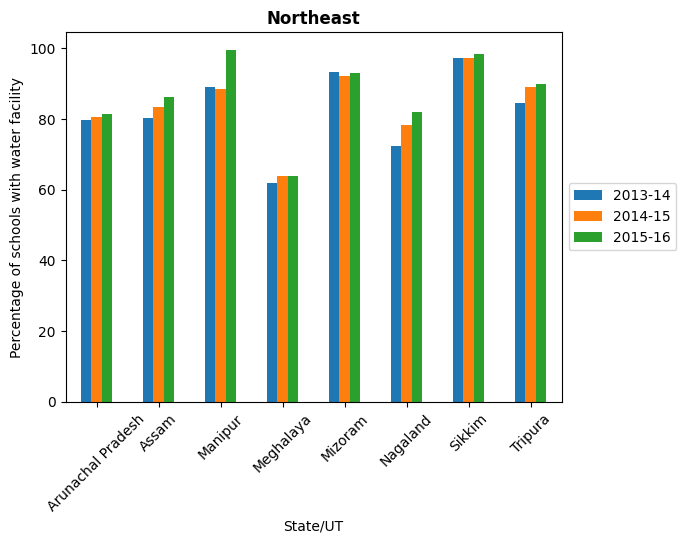 Northeast
Percentage of schools with water facility
100
80
60
40
20
0
Arunachal Pradesh
Assam
Manipur
Meghalaya
Mizoram
Nagaland
Sikkim
Tripura
State/UT
2013-14
2014-15
2015-16